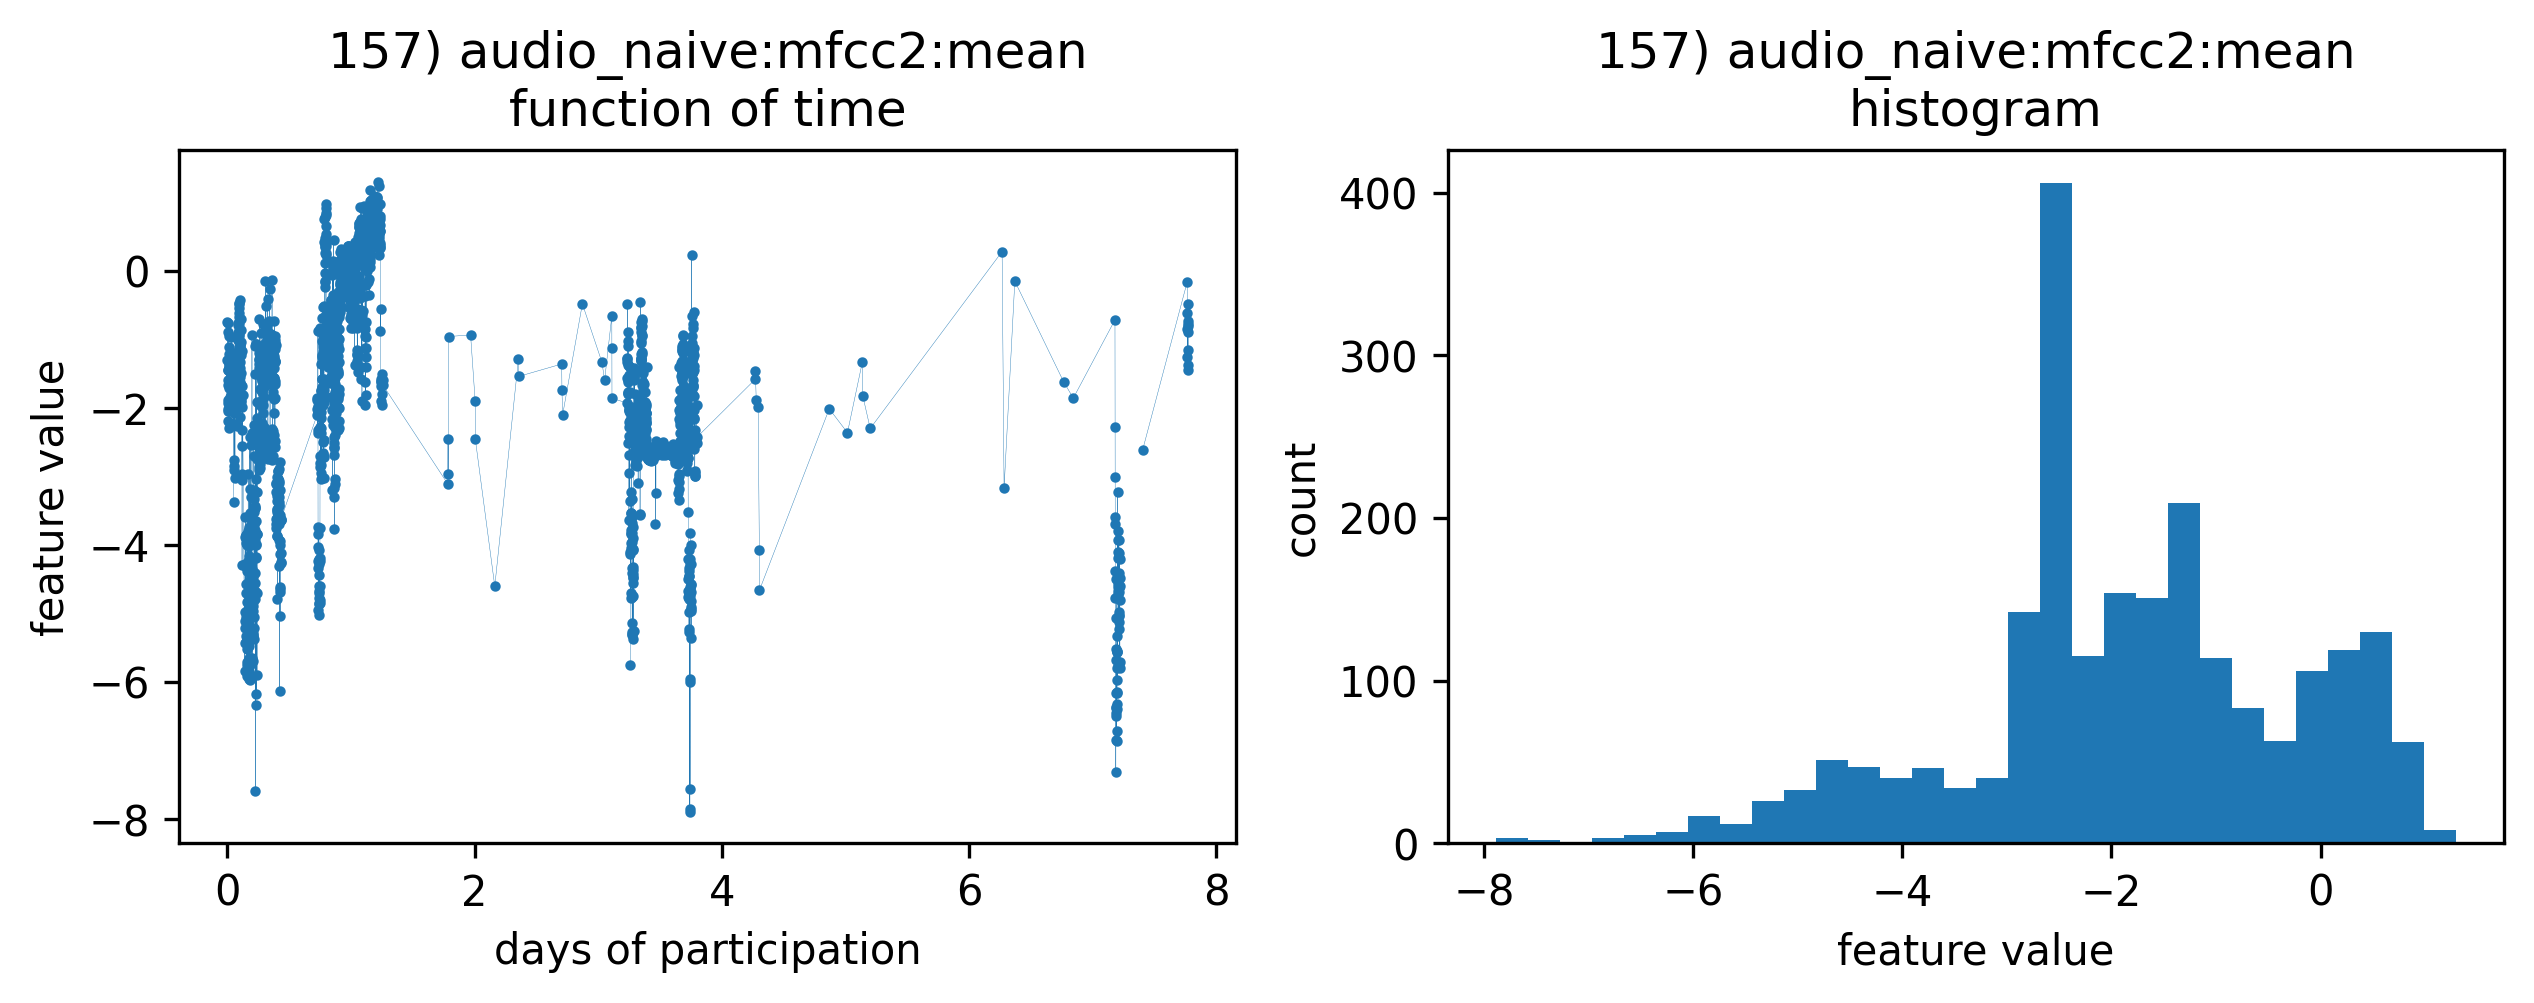 157) audio_naive:mfcc2:mean
function of time
feature value
0
−2
−4
−6
−8
0 2 4 6 8
days of participation
157) audio_naive:mfcc2:mean
histogram
count
400
300
200
100
0
−8 −6 −4 −2 0
feature value